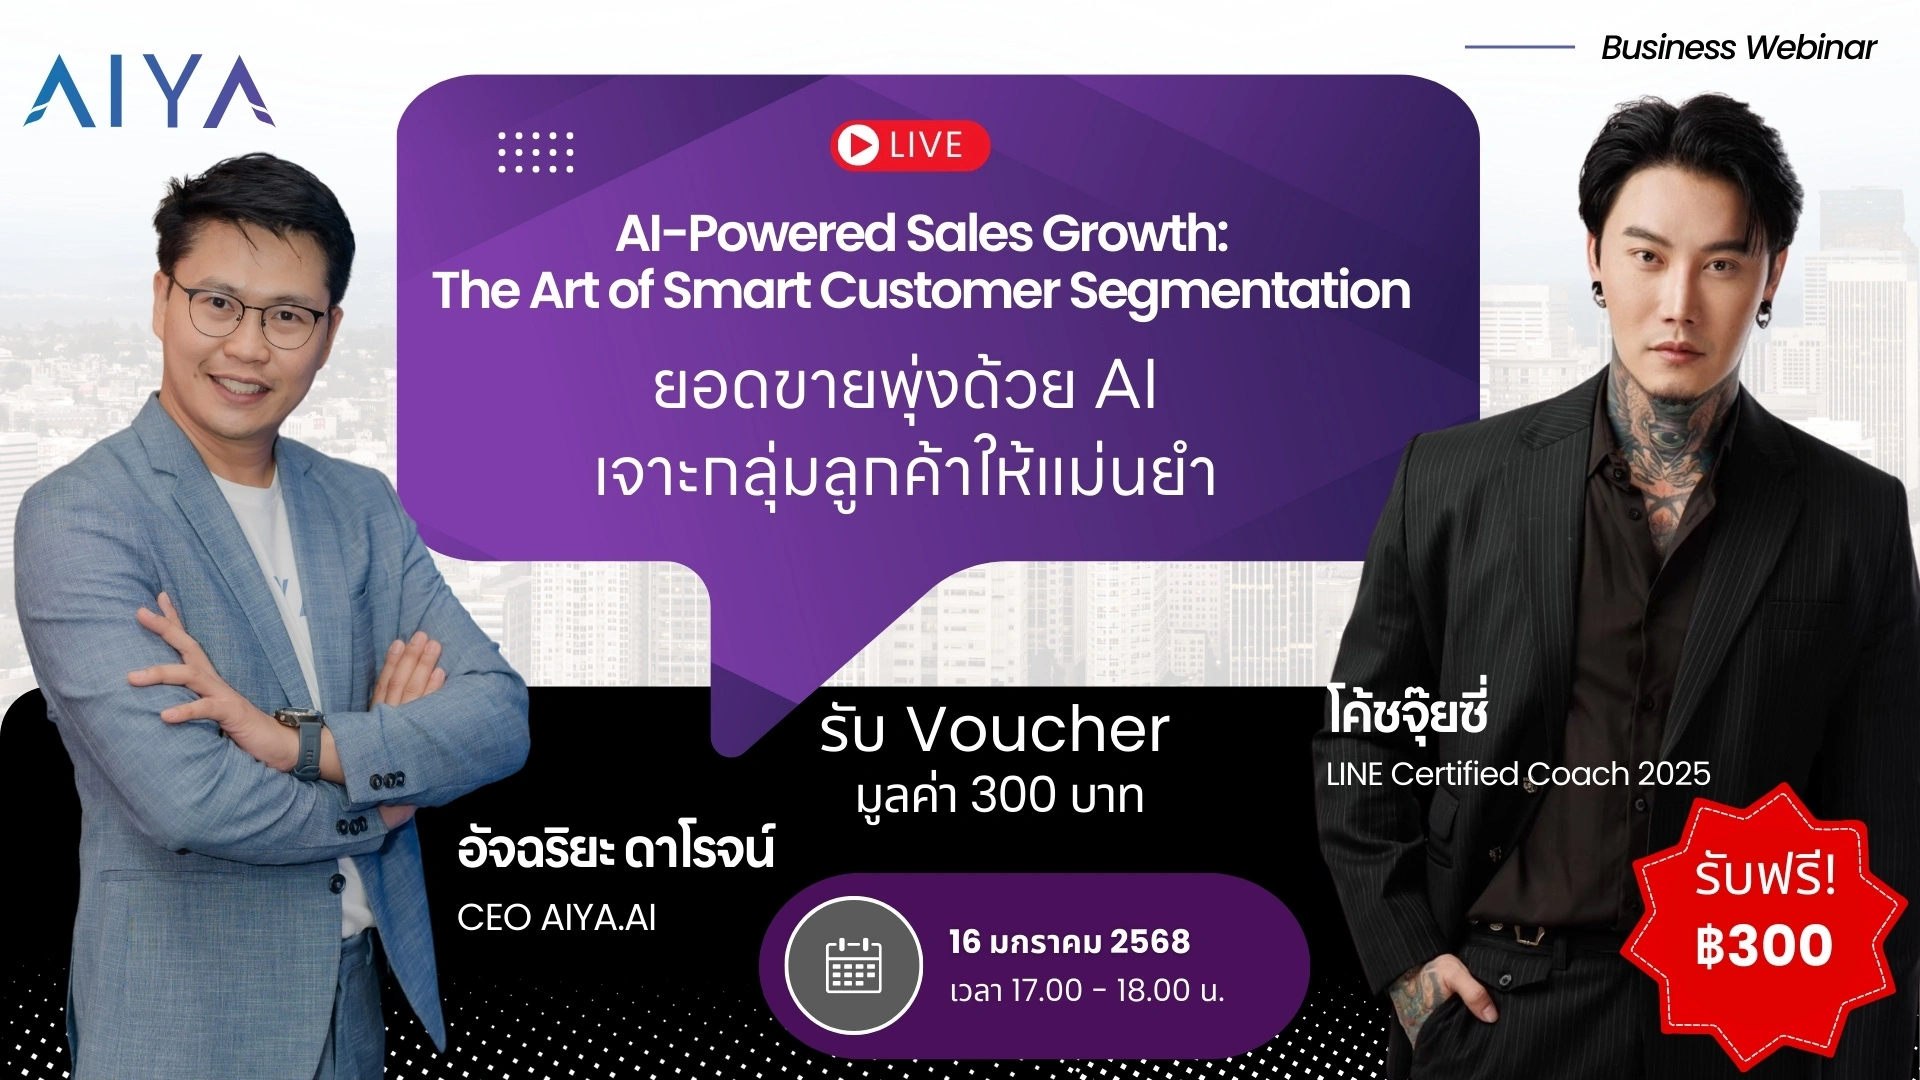 AIYA
Business Webinar
LIVE
AI-Powered Sales Growth:
The Art of Smart Customer Segmentation
ยอดขายพุ่งด้วย AI
เจาะกลุ่มลูกค้าให้แม่นยำ
รับ Voucher
มูลค่า 300 บาท
อัจฉริยะ ดาโรจน์
CEO AIYA.AI
โค้ชจุ๊ยซี่
LINE Certified Coach 2025
16 มกราคม 2568
เวลา 17.00 - 18.00 น.
รับฟรี!
฿300